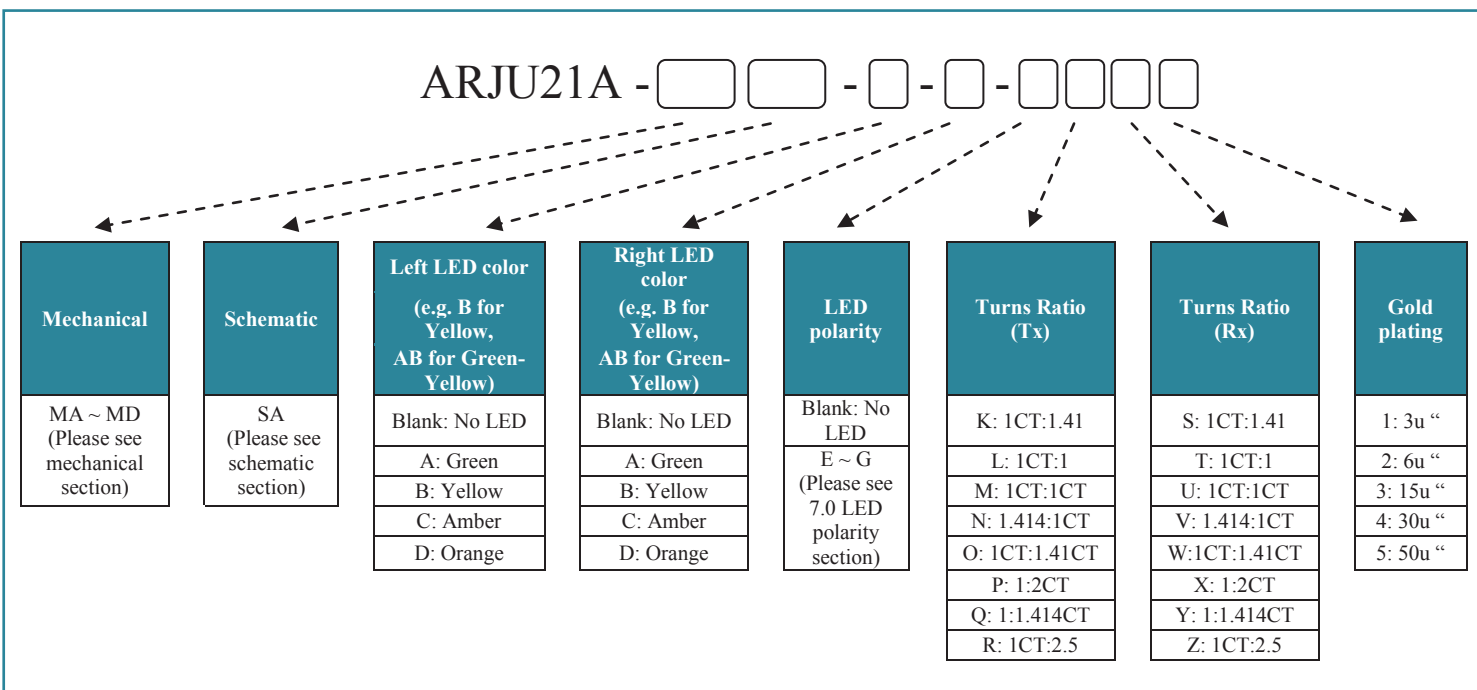 ARJU21A - - - -
Mechanical
MA ~ MD
(Please see
mechanical
section)
Schematic
SA
(Please see
schematic
section)
Left LED color
(e.g. B for
Yellow,
AB for Green-
Yellow)
Blank: No LED
A: Green
B: Yellow
C: Amber
D: Orange
Right LED
color
(e.g. B for
Yellow,
AB for Green-
Yellow)
Blank: No LED
A: Green
B: Yellow
C: Amber
D: Orange
LED
polarity
Blank: No
LED
E ~ G
(Please see
7.0 LED
polarity
section)
Turns Ratio
(Tx)
K: 1CT:1.41
L: 1CT:1
M: 1CT:1CT
N: 1.414:1CT
O: 1CT:1.41CT
P: 1:2CT
Q: 1:1.414CT
R: 1CT:2.5
Turns Ratio
(Rx)
S: 1CT:1.41
T: 1CT:1
U: 1CT:1CT
V: 1.414:1CT
W:1CT:1.41CT
X: 1:2CT
Y: 1:1.414CT
Z: 1CT:2.5
Gold
plating
1: 3u “
2: 6u “
3: 15u “
4: 30u “
5: 50u “